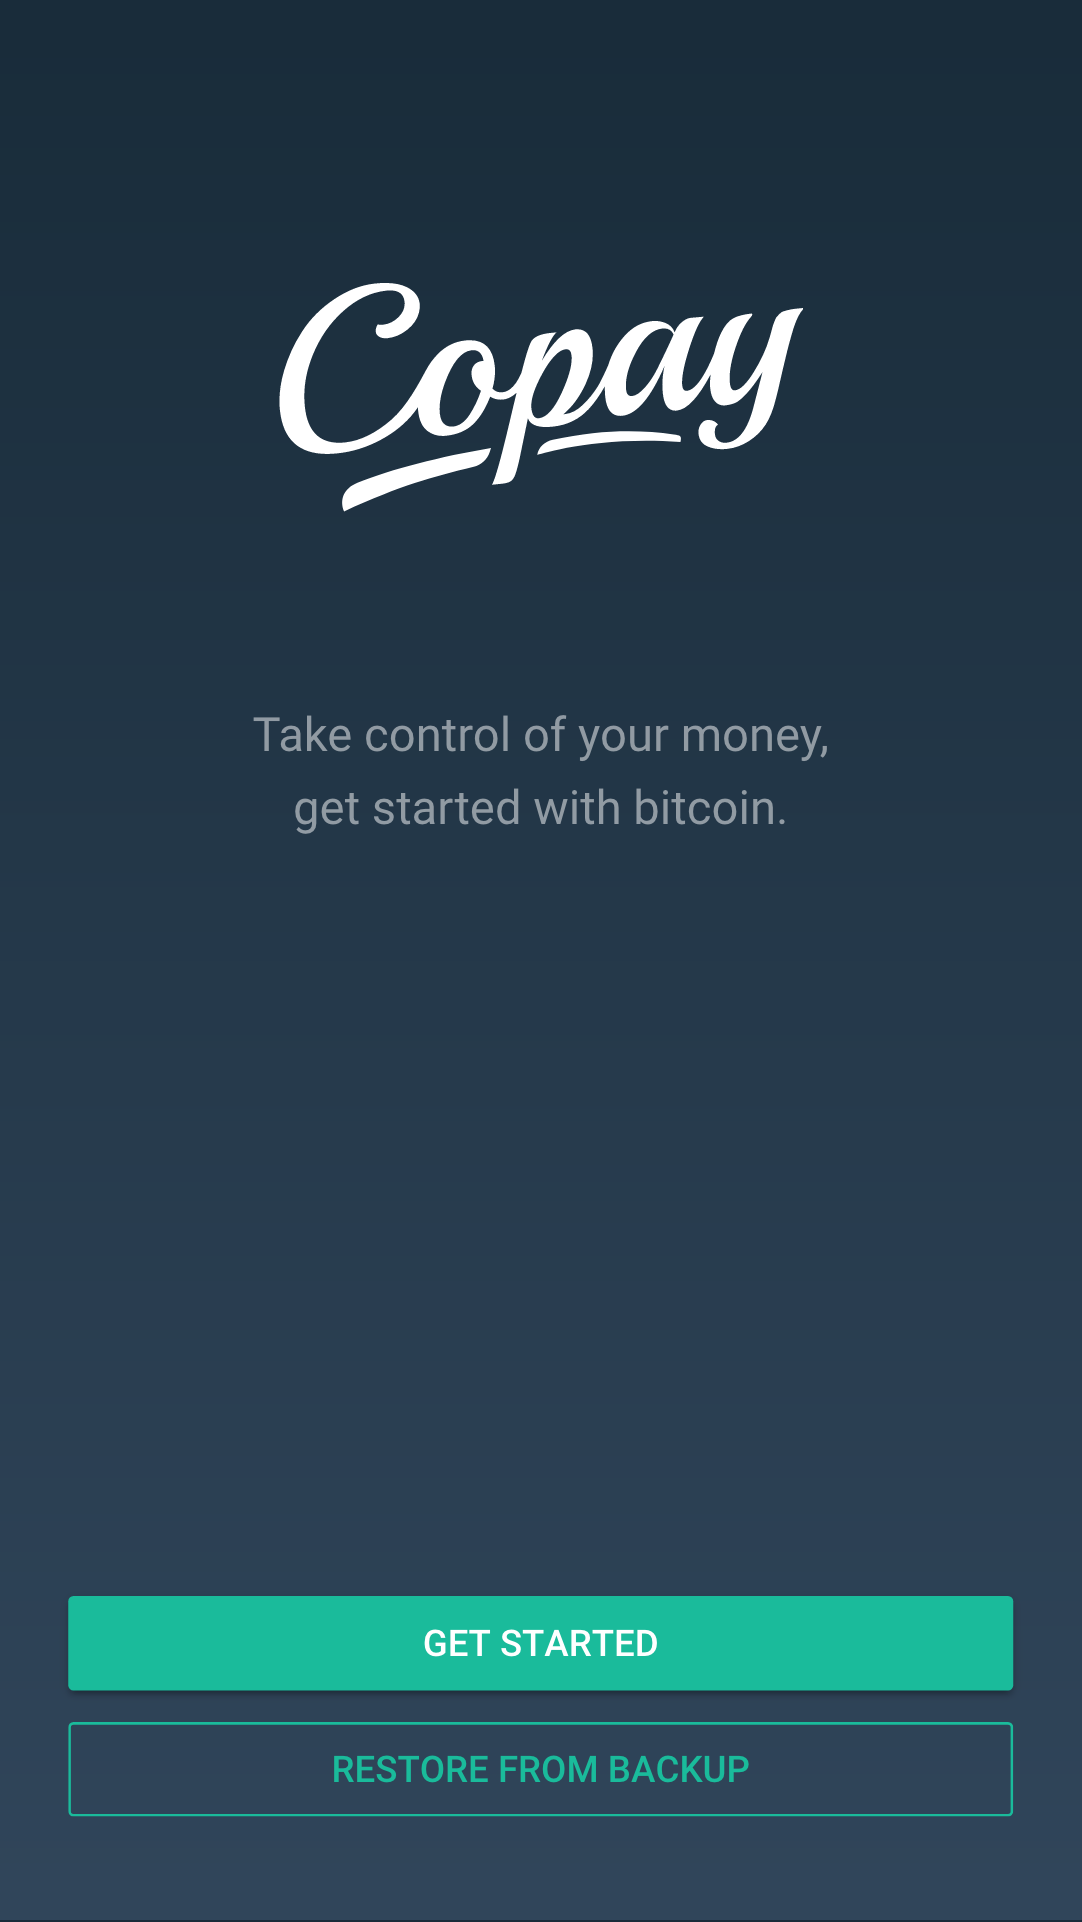 Copay
Take control of your money,
get started with bitcoin.
GET STARTED
RESTORE FROM BACKUP